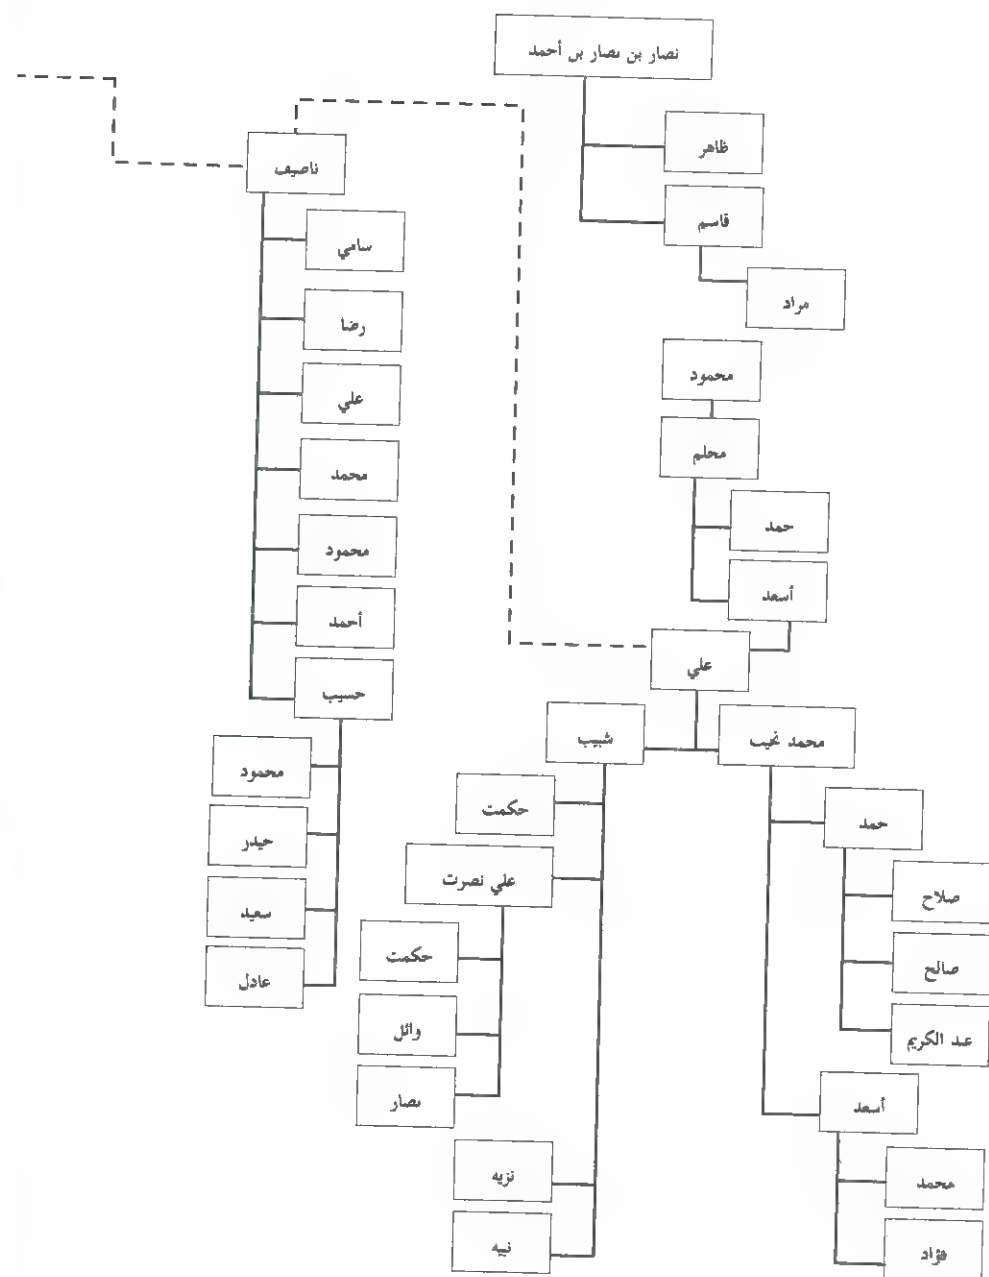 نصار بن نصار بن أحمد
ظاهر
قاسم
مراد
محمود
محلم
حمد
أسعد
علي
محمد نجيب
حمد
صلاح
صالح
عبد الكريم
أسعد
محمد
فؤاد
شبيب
حكمت
علي نصرت
حكمت
وائل
نصار
نزيه
نبيه
ناصيف
سامي
رضا
علي
محمد
محمود
أحمد
حسيب
محمود
حيدر
سعيد
عادل